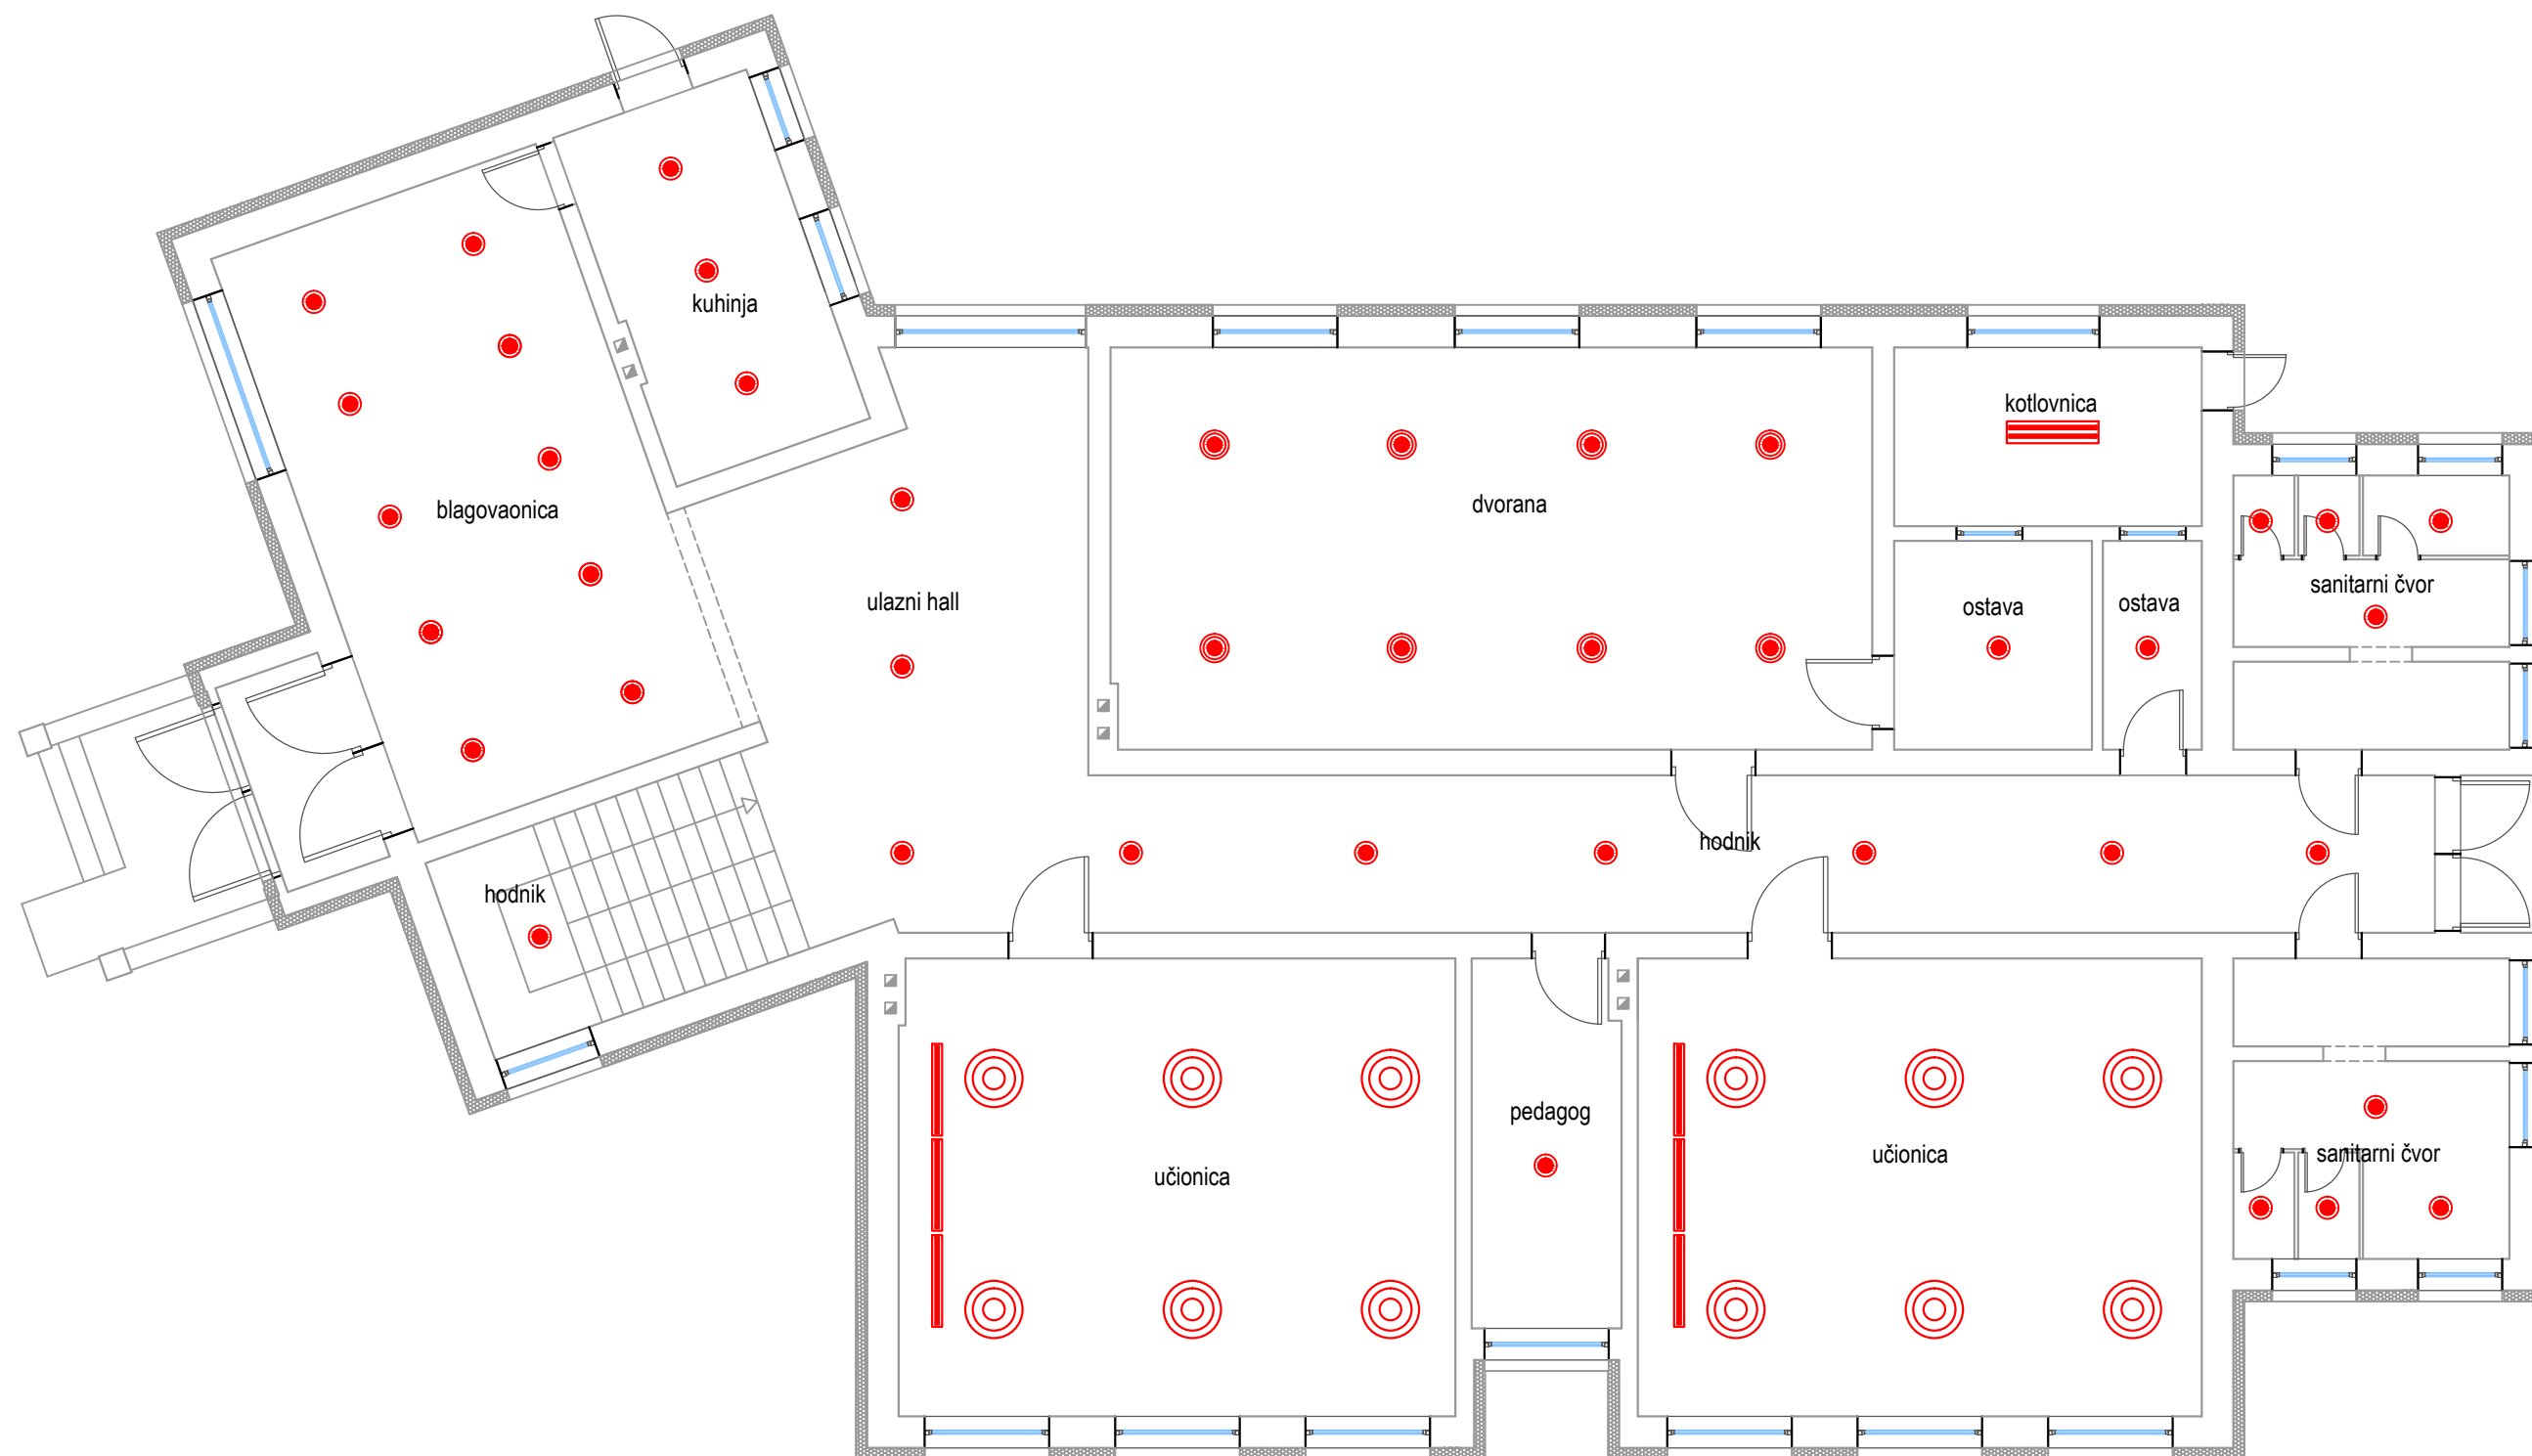 kuhinja
kotlovnica
blagovaonica
dvorana
sanitarni čvor
ulazni hall
ostava
ostava
hodnik
hodnik
pedagog
učionica
učionica
sanitarni čvor